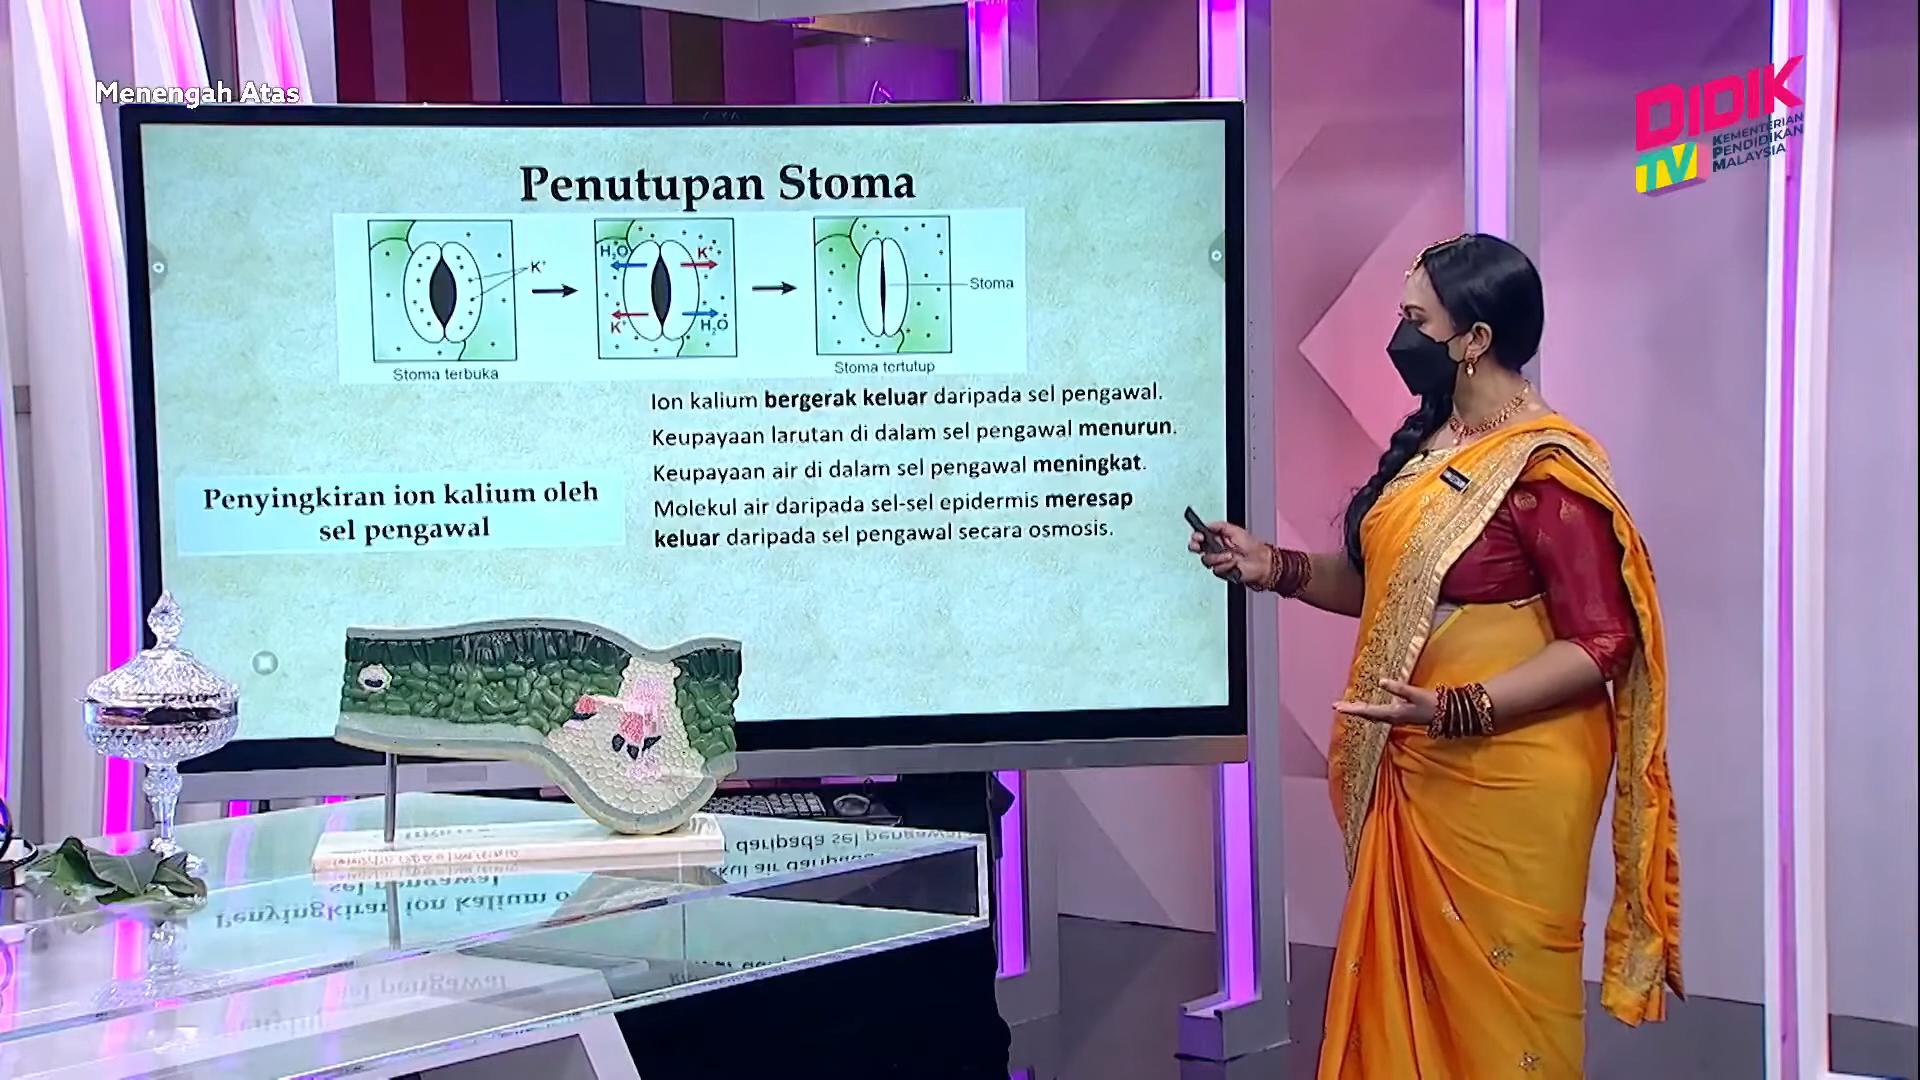 Menengah Atas
DIDIK
TV
KEMENTERIAN
PENDIDIKAN
MALAYSIA
Penutupan Stoma
K⁺
H₂O
K⁺
K⁺
H₂O
Stoma
Stoma terbuka
Stoma tertutup
Ion kalium bergerak keluar daripada sel pengawal.
Keupayaan larutan di dalam sel pengawal menurun.
Keupayaan air di dalam sel pengawal meningkat.
Molekul air daripada sel-sel epidermis meresap
keluar daripada sel pengawal secara osmosis.
Penyingkiran ion kalium oleh
sel pengawal